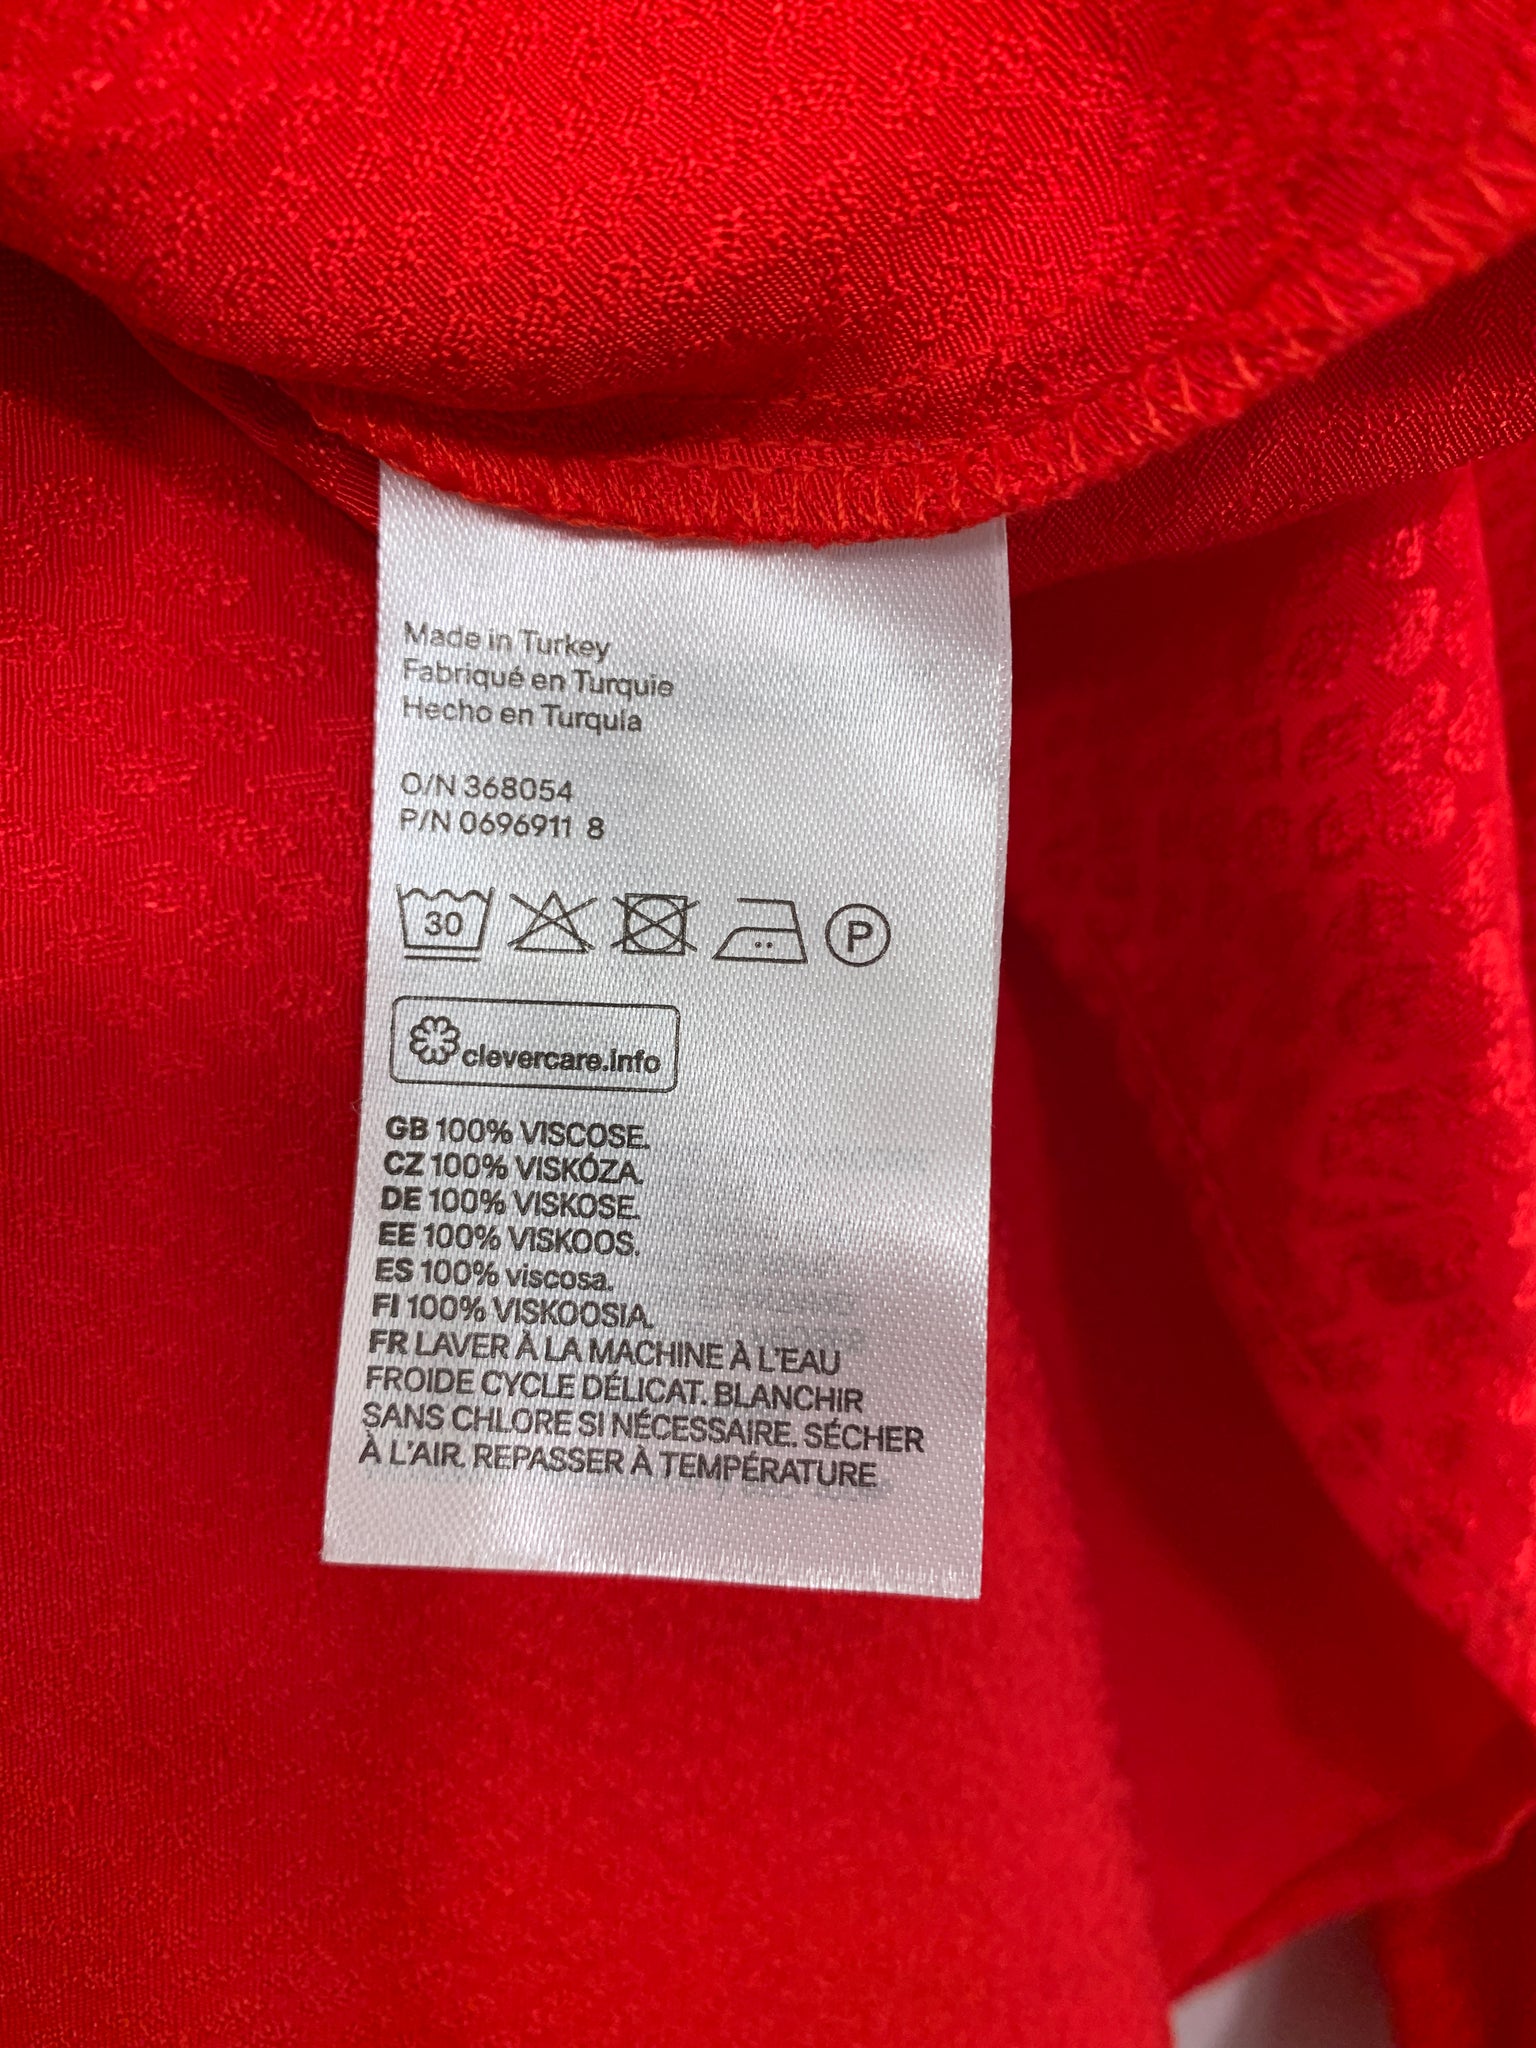 Made in Turkey
Fabriqué en Turquie
Hecho en Turquía
O/N 368054
P/N 0696911 8
30 P
clevercare.info
GB 100% VISCOSE.
CZ 100% VISKÓZA.
DE 100% VISKOSE.
EE 100% VISKOOS.
ES 100% viscosa.
FI 100% VISKOOSIA.
FR LAVER À LA MACHINE À L'EAU
FROIDE CYCLE DÉLICAT. BLANCHIR
SANS CHLORE SI NÉCESSAIRE. SÉCHER
À L'AIR. REPASSER À TEMPÉRATURE